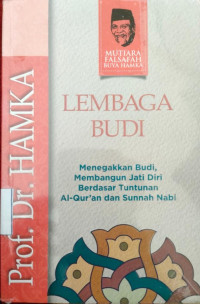 MUTIARA
FALSAFAH
BUYA HAMKA
LEMBAGA
BUDI
Menegakkan Budi,
Membangun Jati Diri
Berdasar Tuntunan
Al-Qur'an dan Sunnah Nabi
Prof. Dr. HAMKA